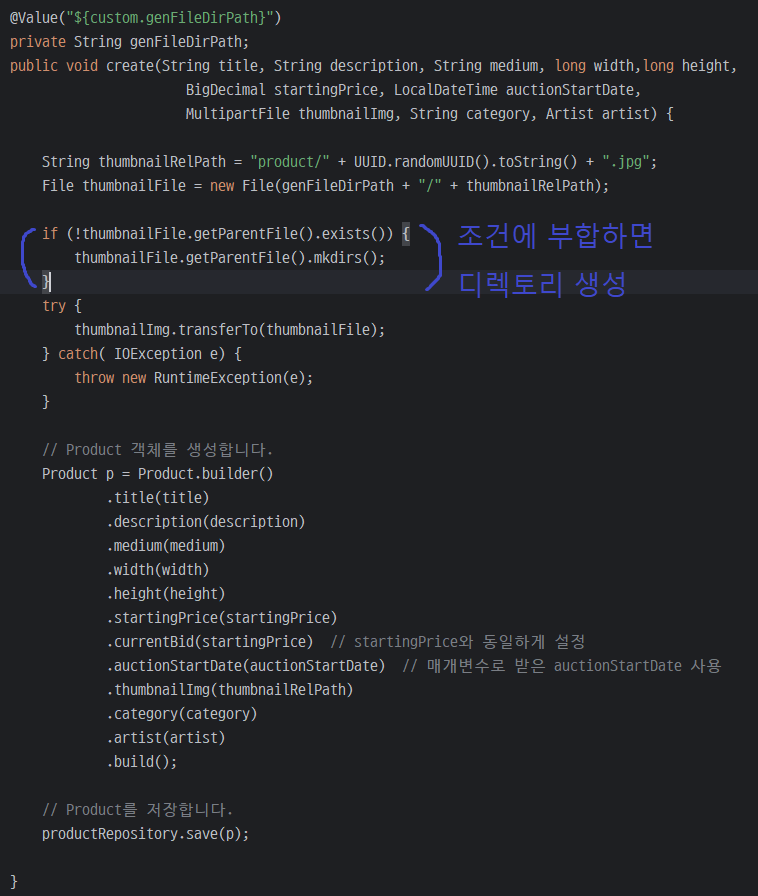 @Value("${custom.genFileDirPath}")
private String genFileDirPath;
public void create(String title, String description, String medium, long width,long height,
                      BigDecimal startingPrice, LocalDateTime auctionStartDate,
                      MultipartFile thumbnailImg, String category, Artist artist) {
    String thumbnailRelPath = "product/" + UUID.randomUUID().toString() + ".jpg";
    File thumbnailFile = new File(genFileDirPath + "/" + thumbnailRelPath);
    if (!thumbnailFile.getParentFile().exists()) { 조건에 부합하면
        thumbnailFile.getParentFile().mkdirs();
    } 디렉토리 생성
    try {
        thumbnailImg.transferTo(thumbnailFile);
    } catch( IOException e) {
        throw new RuntimeException(e);
    }
    // Product 객체를 생성합니다.
    Product p = Product.builder()
            .title(title)
            .description(description)
            .medium(medium)
            .width(width)
            .height(height)
            .startingPrice(startingPrice)
            .currentBid(startingPrice)  // startingPrice와 동일하게 설정
            .auctionStartDate(auctionStartDate)  // 매개변수로 받은 auctionStartDate 사용
            .thumbnailImg(thumbnailRelPath)
            .category(category)
            .artist(artist)
            .build();
    // Product를 저장합니다.
    productRepository.save(p);
}